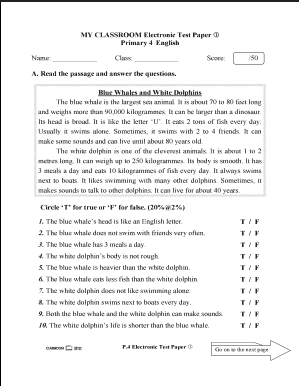 MY CLASSROOM Electronic Test Paper ①
Primary 4 English
Name: ______________ Class: ______________ Score: /50
A. Read the passage and answer the questions.
Blue Whales and White Dolphins
The blue whale is the largest sea animal. It is about 70 to 80 feet long
and weighs more than 90,000 kilogrammes. It can be larger than a dinosaur.
Its head is broad. It is like the letter 'U'. It eats 2 tons of fish every day.
Usually it swims alone. Sometimes, it swims with 2 to 4 friends. It can
make some sounds and can live until about 80 years old.
The white dolphin is one of the cleverest animals. It is about 1 to 2
metres long. It can weigh up to 250 kilogrammes. Its body is smooth. It has
3 meals a day and eats 10 kilogrammes of fish every day. It always swims
next to boats. It likes swimming with many other dolphins. Sometimes, it
makes sounds to talk to other dolphins. It can live for about 40 years.
Circle 'T' for true or 'F' for false. (20%@2%)
1. The blue whale's head is like an English letter. T / F
2. The blue whale does not swim with friends very often. T / F
3. The blue whale has 3 meals a day. T / F
4. The white dolphin's body is not rough. T / F
5. The blue whale is heavier than the white dolphin. T / F
6. The blue whale eats less fish than the white dolphin. T / F
7. The white dolphin does not like swimming alone. T / F
8. The white dolphin swims next to boats every day. T / F
9. Both the blue whale and the white dolphin can make sounds. T / F
10. The white dolphin's life is shorter than the blue whale. T / F
CLASSROOM
P.4 Electronic Test Paper ①
Go on to the next page